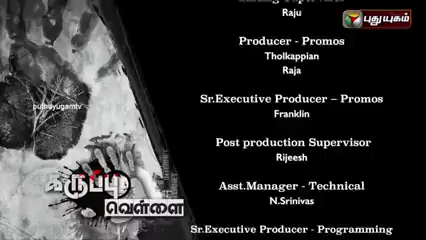 Raju
புதுயுகம்
Producer - Promos
Tholkappian
Raja
Sr.Executive Producer – Promos
Franklin
Post production Supervisor
Rijeesh
Asst.Manager - Technical
N.Srinivas
Sr.Executive Producer - Programming
puthuyugamtv
கருப்பு
வெள்ளை